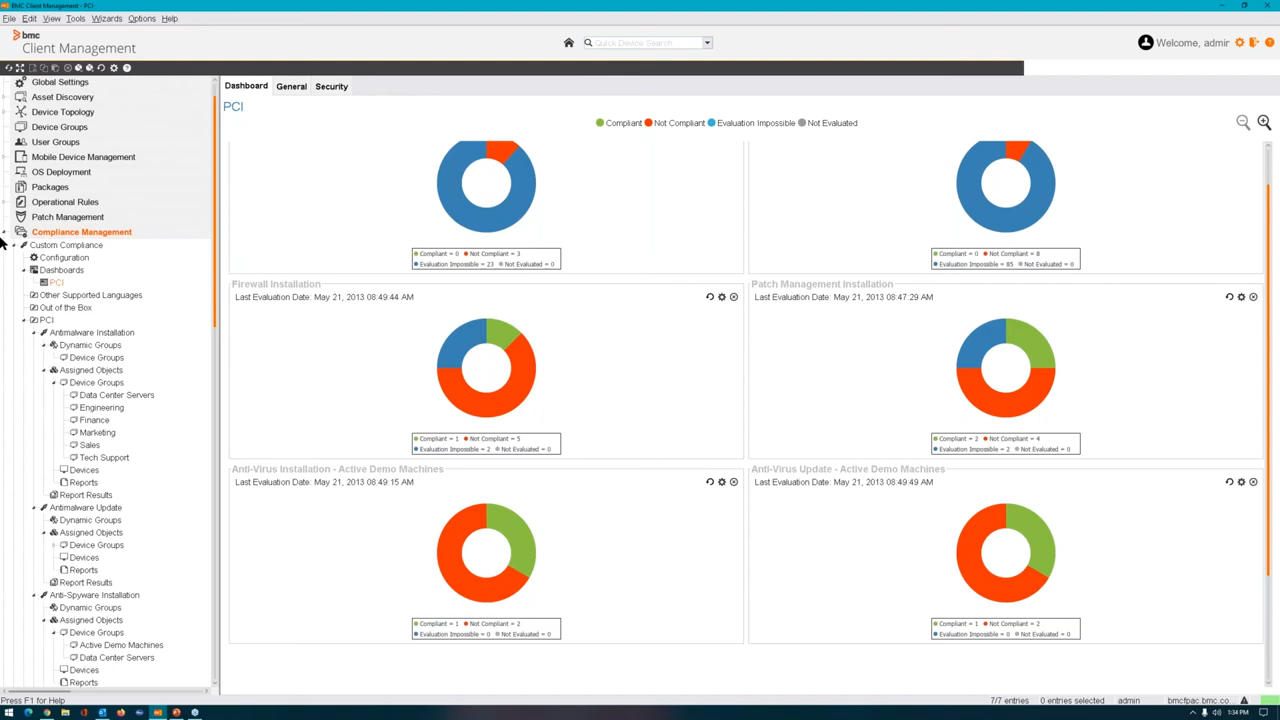 BMC Client Management - PCI
File Edit View Tools Wizards Options Help
bmc
Client Management
Quick Device Search
Welcome, admir
Global Settings
Asset Discovery
Device Topology
Device Groups
User Groups
Mobile Device Management
OS Deployment
Packages
Operational Rules
Patch Management
Compliance Management
Custom Compliance
Configuration
Dashboards
PCI
Other Supported Languages
Out of the Box
PCI
Antimalware Installation
Dynamic Groups
Device Groups
Assigned Objects
Device Groups
Data Center Servers
Engineering
Finance
Marketing
Sales
Tech Support
Devices
Reports
Report Results
Antimalware Update
Dynamic Groups
Assigned Objects
Device Groups
Devices
Reports
Report Results
Anti-Spyware Installation
Dynamic Groups
Assigned Objects
Device Groups
Active Demo Machines
Data Center Servers
Devices
Reports
Dashboard General Security
PCI
Compliant Not Compliant Evaluation Impossible Not Evaluated
Compliant = 0 Not Compliant = 3
Evaluation Impossible = 23 Not Evaluated = 0
Compliant = 0 Not Compliant = 8
Evaluation Impossible = 85 Not Evaluated = 0
Firewall Installation
Last Evaluation Date: May 21, 2013 08:49:44 AM
Compliant = 1 Not Compliant = 5
Evaluation Impossible = 2 Not Evaluated = 0
Patch Management Installation
Last Evaluation Date: May 21, 2013 08:47:29 AM
Compliant = 2 Not Compliant = 4
Evaluation Impossible = 2 Not Evaluated = 0
Anti-Virus Installation - Active Demo Machines
Last Evaluation Date: May 21, 2013 08:49:15 AM
Compliant = 1 Not Compliant = 2
Evaluation Impossible = 0 Not Evaluated = 0
Anti-Virus Update - Active Demo Machines
Last Evaluation Date: May 21, 2013 08:49:49 AM
Compliant = 1 Not Compliant = 2
Evaluation Impossible = 0 Not Evaluated = 0
Press F1 for Help
7/7 entries 0 entries selected admin bmcfpac.bmc.co
1:34 PM